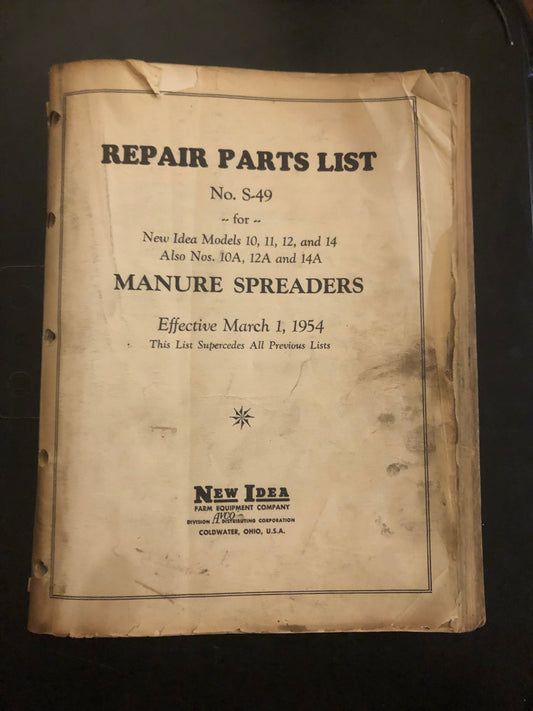 REPAIR PARTS LIST
No. S-49
-- for --
New Idea Models 10, 11, 12, and 14
Also Nos. 10A, 12A and 14A
MANURE SPREADERS
Effective March 1, 1954
This List Supercedes All Previous Lists
NEW IDEA
FARM EQUIPMENT COMPANY
DIVISION AVCO DISTRIBUTING CORPORATION
COLDWATER, OHIO, U.S.A.